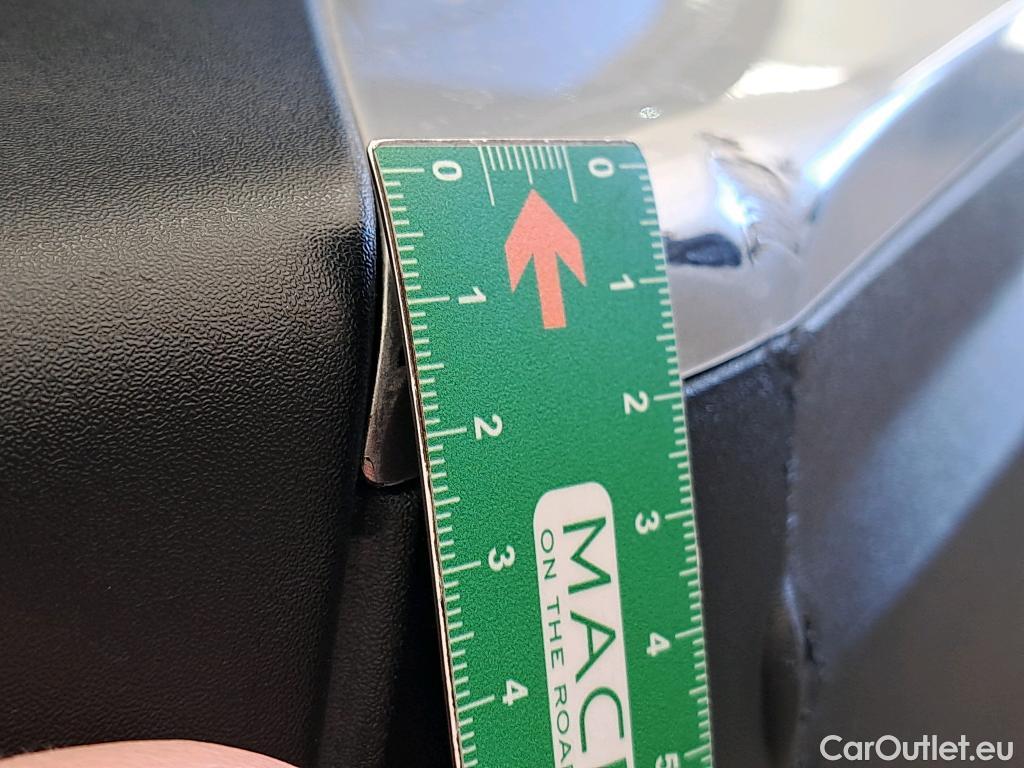 0 0
1 1
2 2
3 3
4 4
5
MAC
ON THE ROA
CarOutlet.eu